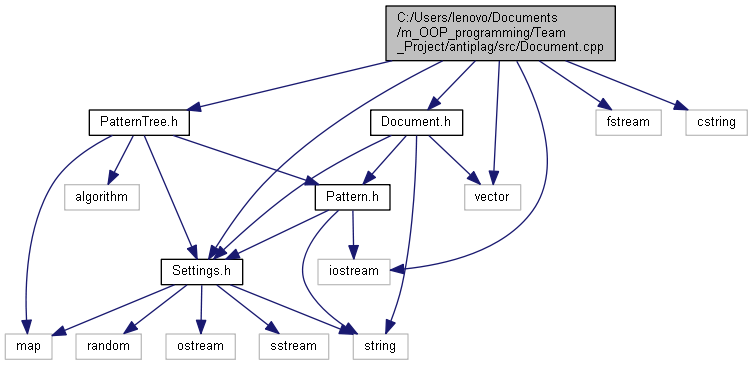 C:/Users/lenovo/Documents
/m_OOP_programming/Team
_Project/antiplag/src/Document.cpp
PatternTree.h
Document.h
fstream
cstring
algorithm
Pattern.h
vector
Settings.h
iostream
map
random
ostream
sstream
string